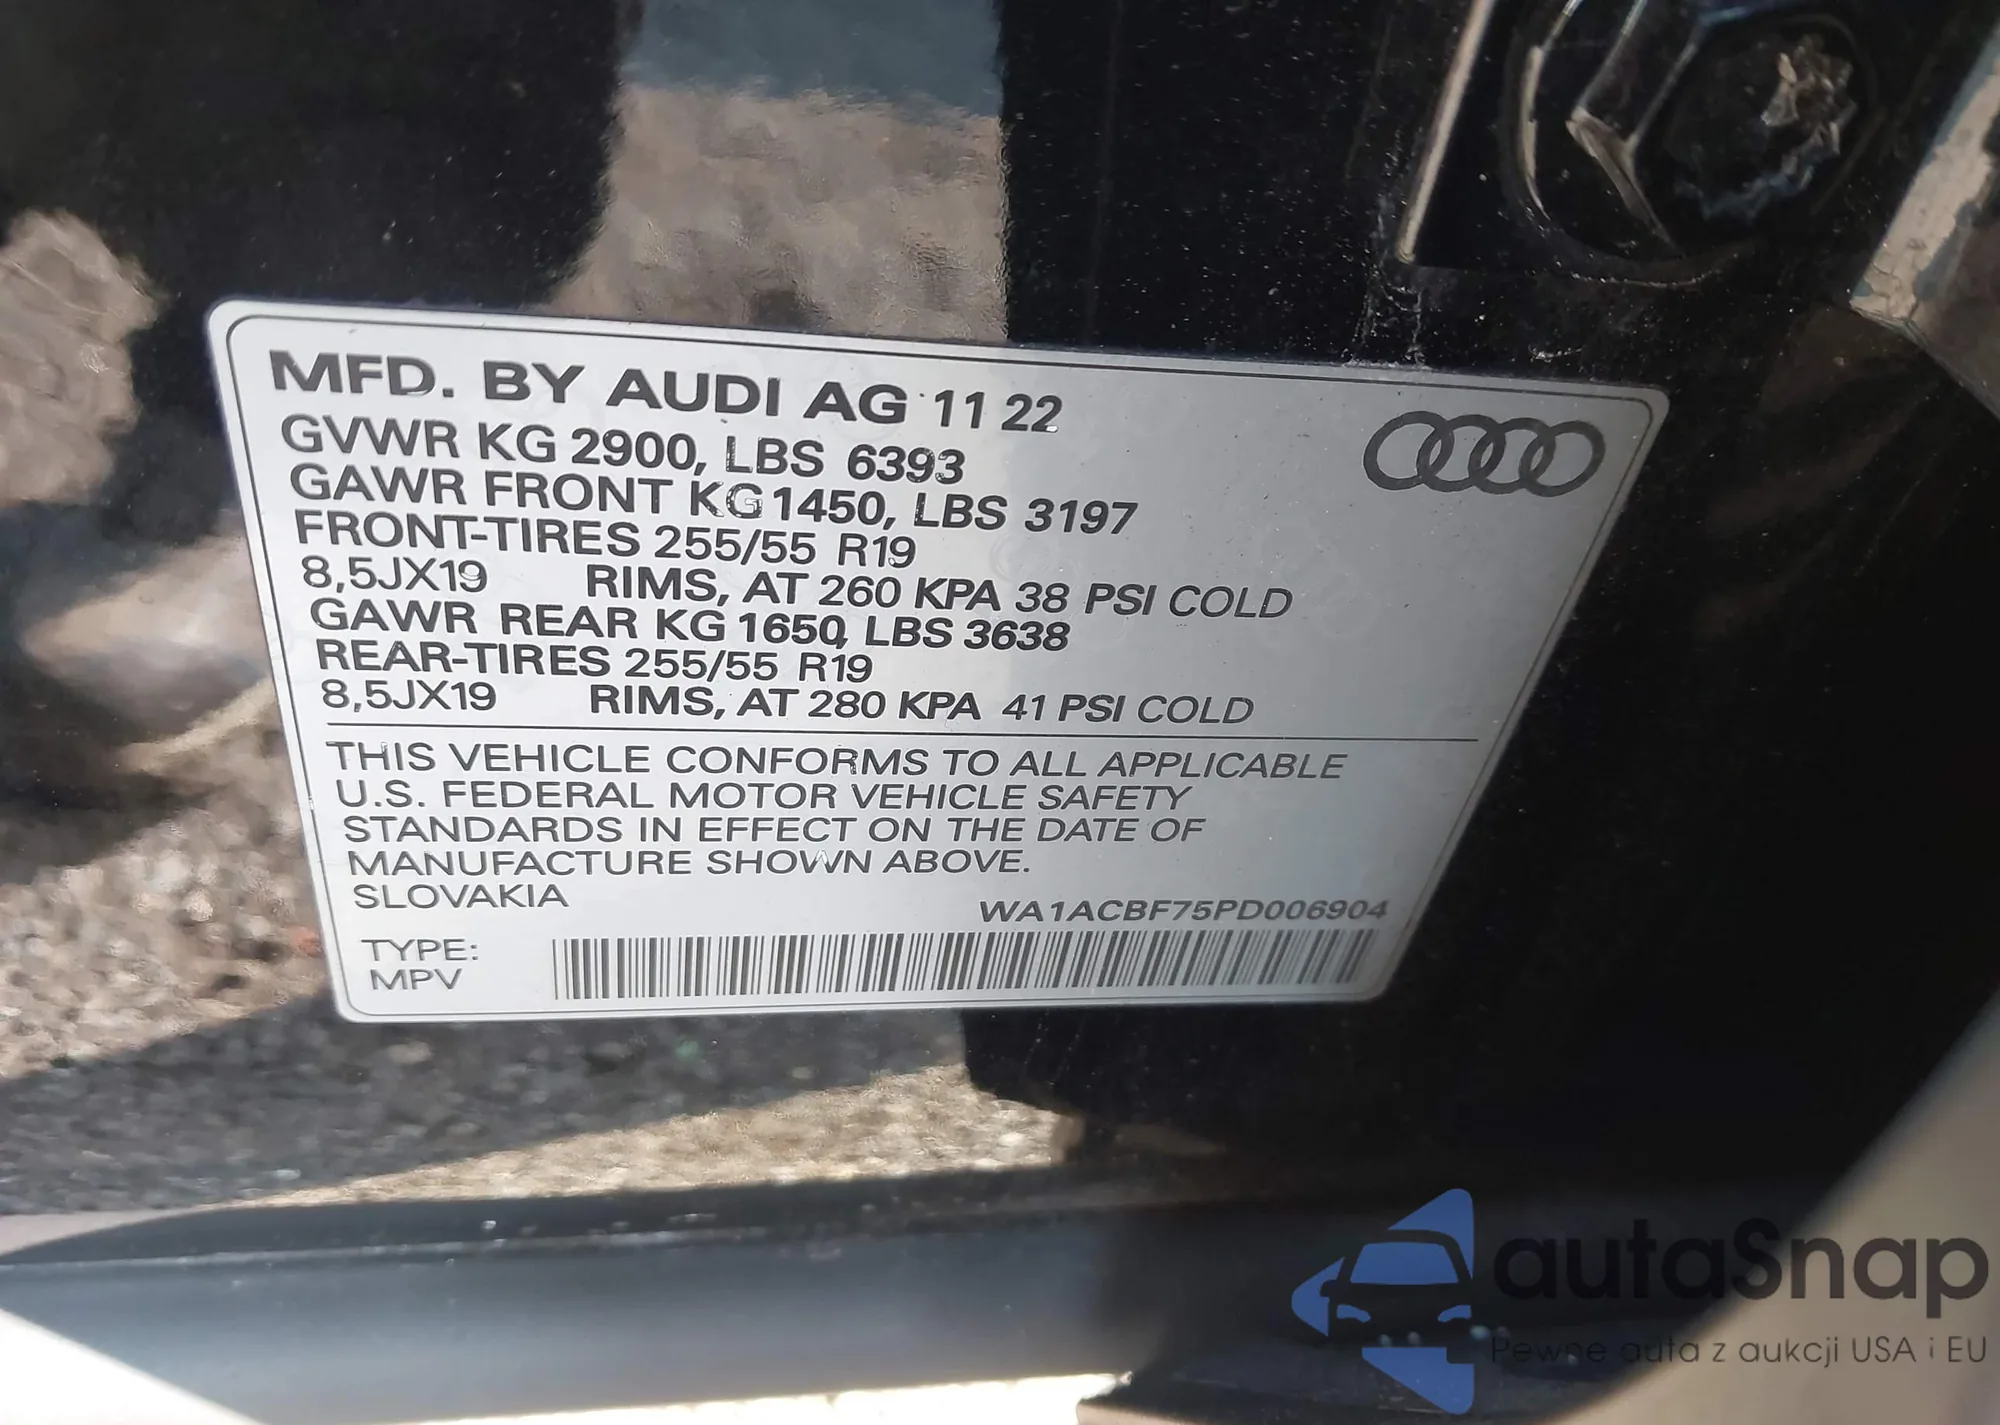 MFD. BY AUDI AG 11 22
GVWR KG 2900, LBS 6393
GAWR FRONT KG 1450, LBS 3197
FRONT-TIRES 255/55 R19
8,5JX19 RIMS, AT 260 KPA 38 PSI COLD
GAWR REAR KG 1650, LBS 3638
REAR-TIRES 255/55 R19
8,5JX19 RIMS, AT 280 KPA 41 PSI COLD
THIS VEHICLE CONFORMS TO ALL APPLICABLE
U.S. FEDERAL MOTOR VEHICLE SAFETY
STANDARDS IN EFFECT ON THE DATE OF
MANUFACTURE SHOWN ABOVE.
SLOVAKIA
WA1ACBF75PD006904
TYPE:
MPV
autaSnap
Pewne auta z aukcji USA i EU